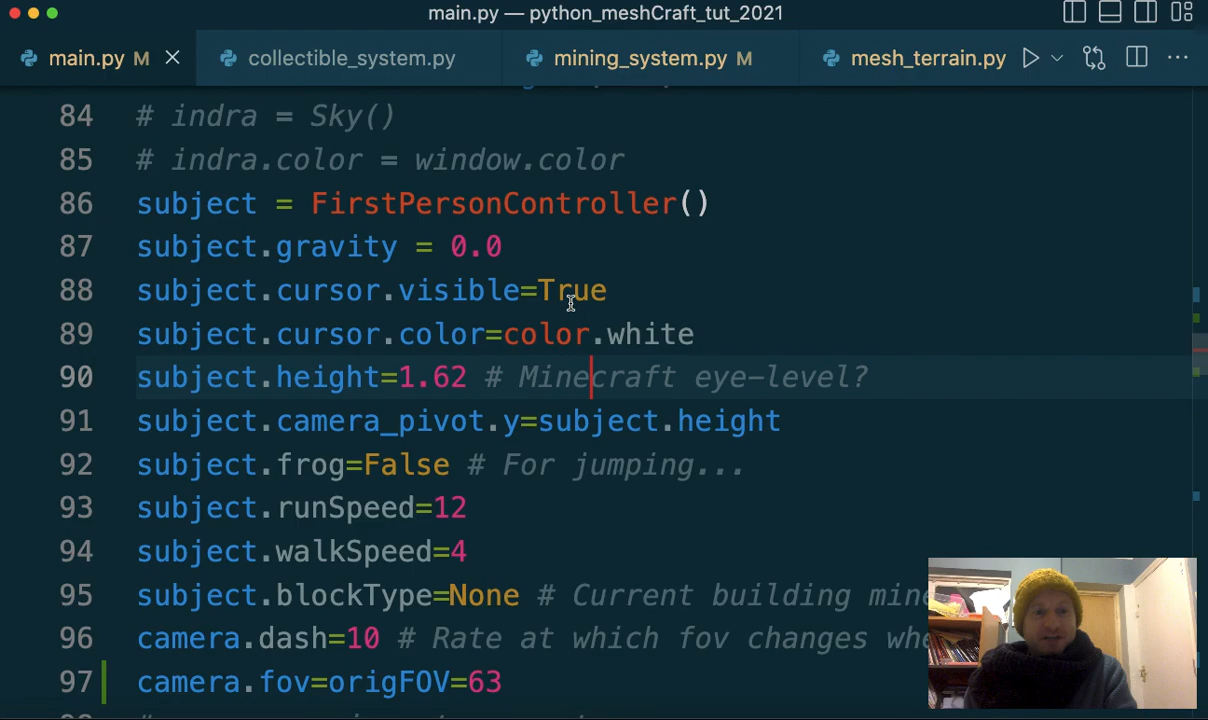 main.py — python_meshCraft_tut_2021
main.py M
collectible_system.py
mining_system.py M
mesh_terrain.py
84 # indra = Sky()
85 # indra.color = window.color
86 subject = FirstPersonController()
87 subject.gravity = 0.0
88 subject.cursor.visible=True
89 subject.cursor.color=color.white
90 subject.height=1.62 # Minecraft eye-level?
91 subject.camera_pivot.y=subject.height
92 subject.frog=False # For jumping...
93 subject.runSpeed=12
94 subject.walkSpeed=4
95 subject.blockType=None # Current building
96 camera.dash=10 # Rate at which fov changes
97 camera.fov=origFOV=63